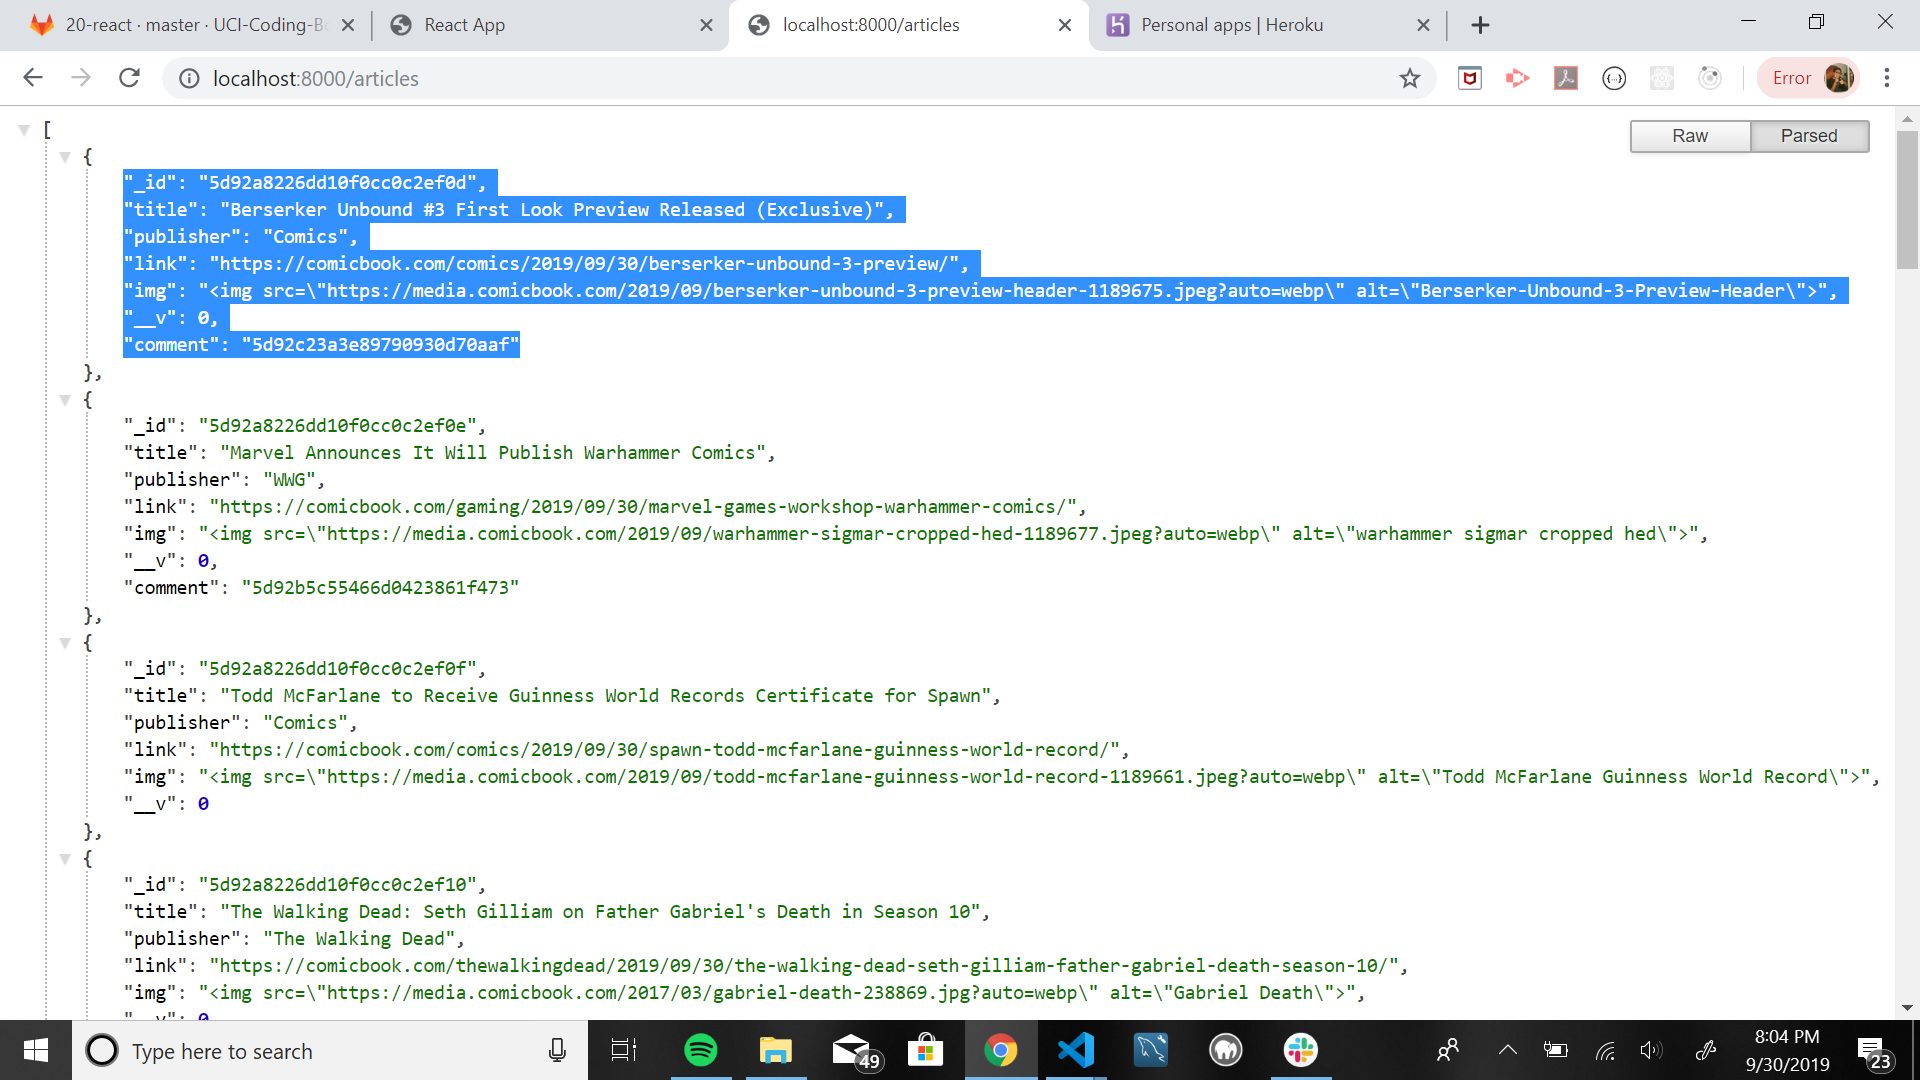 20-react · master · UCI-Coding-Bo
React App
localhost:8000/articles
Personal apps | Heroku
localhost:8000/articles
Error
Raw
Parsed
[
{
"_id": "5d92a8226dd10f0cc0c2ef0d",
"title": "Berserker Unbound #3 First Look Preview Released (Exclusive)",
"publisher": "Comics",
"link": "https://comicbook.com/comics/2019/09/30/berserker-unbound-3-preview/",
"img": "<img src=\"https://media.comicbook.com/2019/09/berserker-unbound-3-preview-header-1189675.jpeg?auto=webp\" alt=\"Berserker-Unbound-3-Preview-Header\">",
"__v": 0,
"comment": "5d92c23a3e89790930d70aaf"
},
{
"_id": "5d92a8226dd10f0cc0c2ef0e",
"title": "Marvel Announces It Will Publish Warhammer Comics",
"publisher": "WWG",
"link": "https://comicbook.com/gaming/2019/09/30/marvel-games-workshop-warhammer-comics/",
"img": "<img src=\"https://media.comicbook.com/2019/09/warhammer-sigmar-cropped-hed-1189677.jpeg?auto=webp\" alt=\"warhammer sigmar cropped hed\">",
"__v": 0,
"comment": "5d92b5c55466d0423861f473"
},
{
"_id": "5d92a8226dd10f0cc0c2ef0f",
"title": "Todd McFarlane to Receive Guinness World Records Certificate for Spawn",
"publisher": "Comics",
"link": "https://comicbook.com/comics/2019/09/30/spawn-todd-mcfarlane-guinness-world-record/",
"img": "<img src=\"https://media.comicbook.com/2019/09/todd-mcfarlane-guinness-world-record-1189661.jpeg?auto=webp\" alt=\"Todd McFarlane Guinness World Record\">",
"__v": 0
},
{
"_id": "5d92a8226dd10f0cc0c2ef10",
"title": "The Walking Dead: Seth Gilliam on Father Gabriel's Death in Season 10",
"publisher": "The Walking Dead",
"link": "https://comicbook.com/thewalkingdead/2019/09/30/the-walking-dead-seth-gilliam-father-gabriel-death-season-10/",
"img": "<img src=\"https://media.comicbook.com/2017/03/gabriel-death-238869.jpg?auto=webp\" alt=\"Gabriel Death\">",
"__v": 0
Type here to search
49
8:04 PM
9/30/2019
23